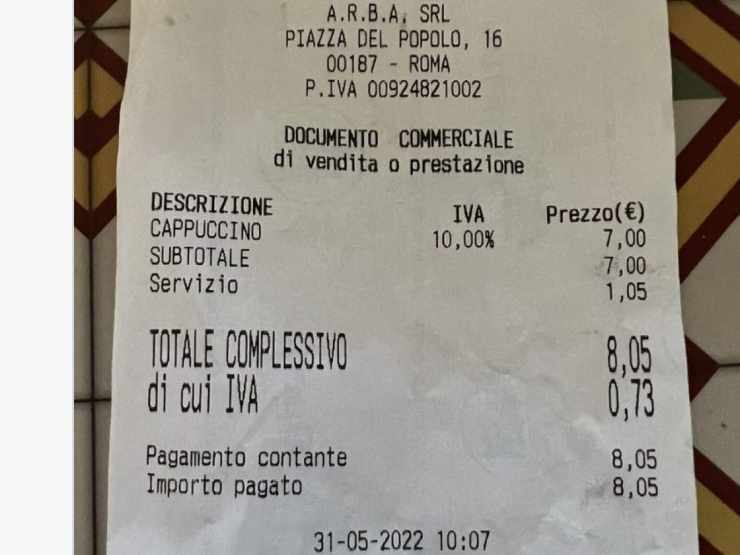 A.R.B.A, SRL
PIAZZA DEL POPOLO, 16
00187 - ROMA
P.IVA 00924821002
DOCUMENTO COMMERCIALE
di vendita o prestazione
DESCRIZIONE IVA Prezzo(€)
CAPPUCCINO 10,00% 7,00
SUBTOTALE 7,00
Servizio 1,05
TOTALE COMPLESSIVO 8,05
di cui IVA 0,73
Pagamento contante 8,05
Importo pagato 8,05
31-05-2022 10:07